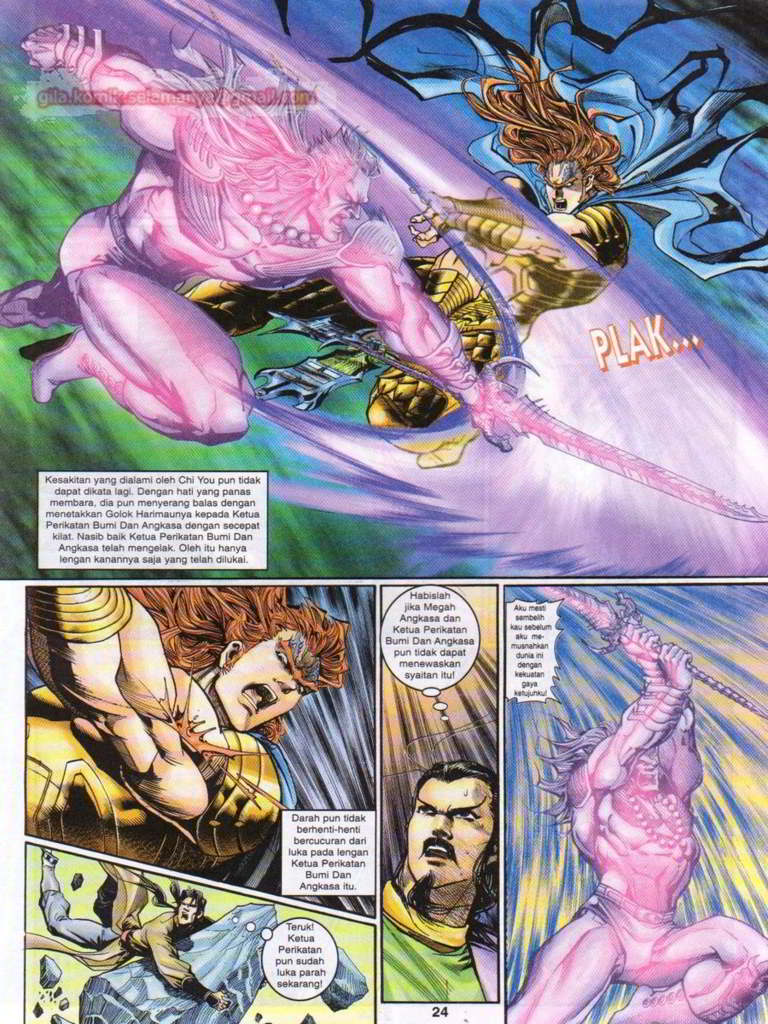 gila.komik.selamanya@gmail.com
PLAK...
Kesakitan yang dialami oleh Chi You pun tidak
dapat dikata lagi. Dengan hati yang panas
membara, dia pun menyerang balas dengan
menetakkan Golok Harimaunya kepada Ketua
Perikatan Bumi Dan Angkasa dengan secepat
kilat. Nasib baik Ketua Perikatan Bumi Dan
Angkasa telah mengelak. Oleh itu hanya
lengan kanannya saja yang telah dilukai.
Darah pun tidak
berhenti-henti
bercucuran dari
luka pada lengan
Ketua Perikatan
Bumi Dan
Angkasa itu.
Teruk!
Ketua
Perikatan
pun sudah
luka parah
sekarang!
Habislah
jika Megah
Angkasa dan
Ketua Perikatan
Bumi Dan Angkasa
pun tidak dapat
menewaskan
syaitan itu!
Aku mesti
sembelih
kau sebelum
aku me-
musnahkan
dunia ini
dengan
kekuatan
gaya
ketujuhku!
24